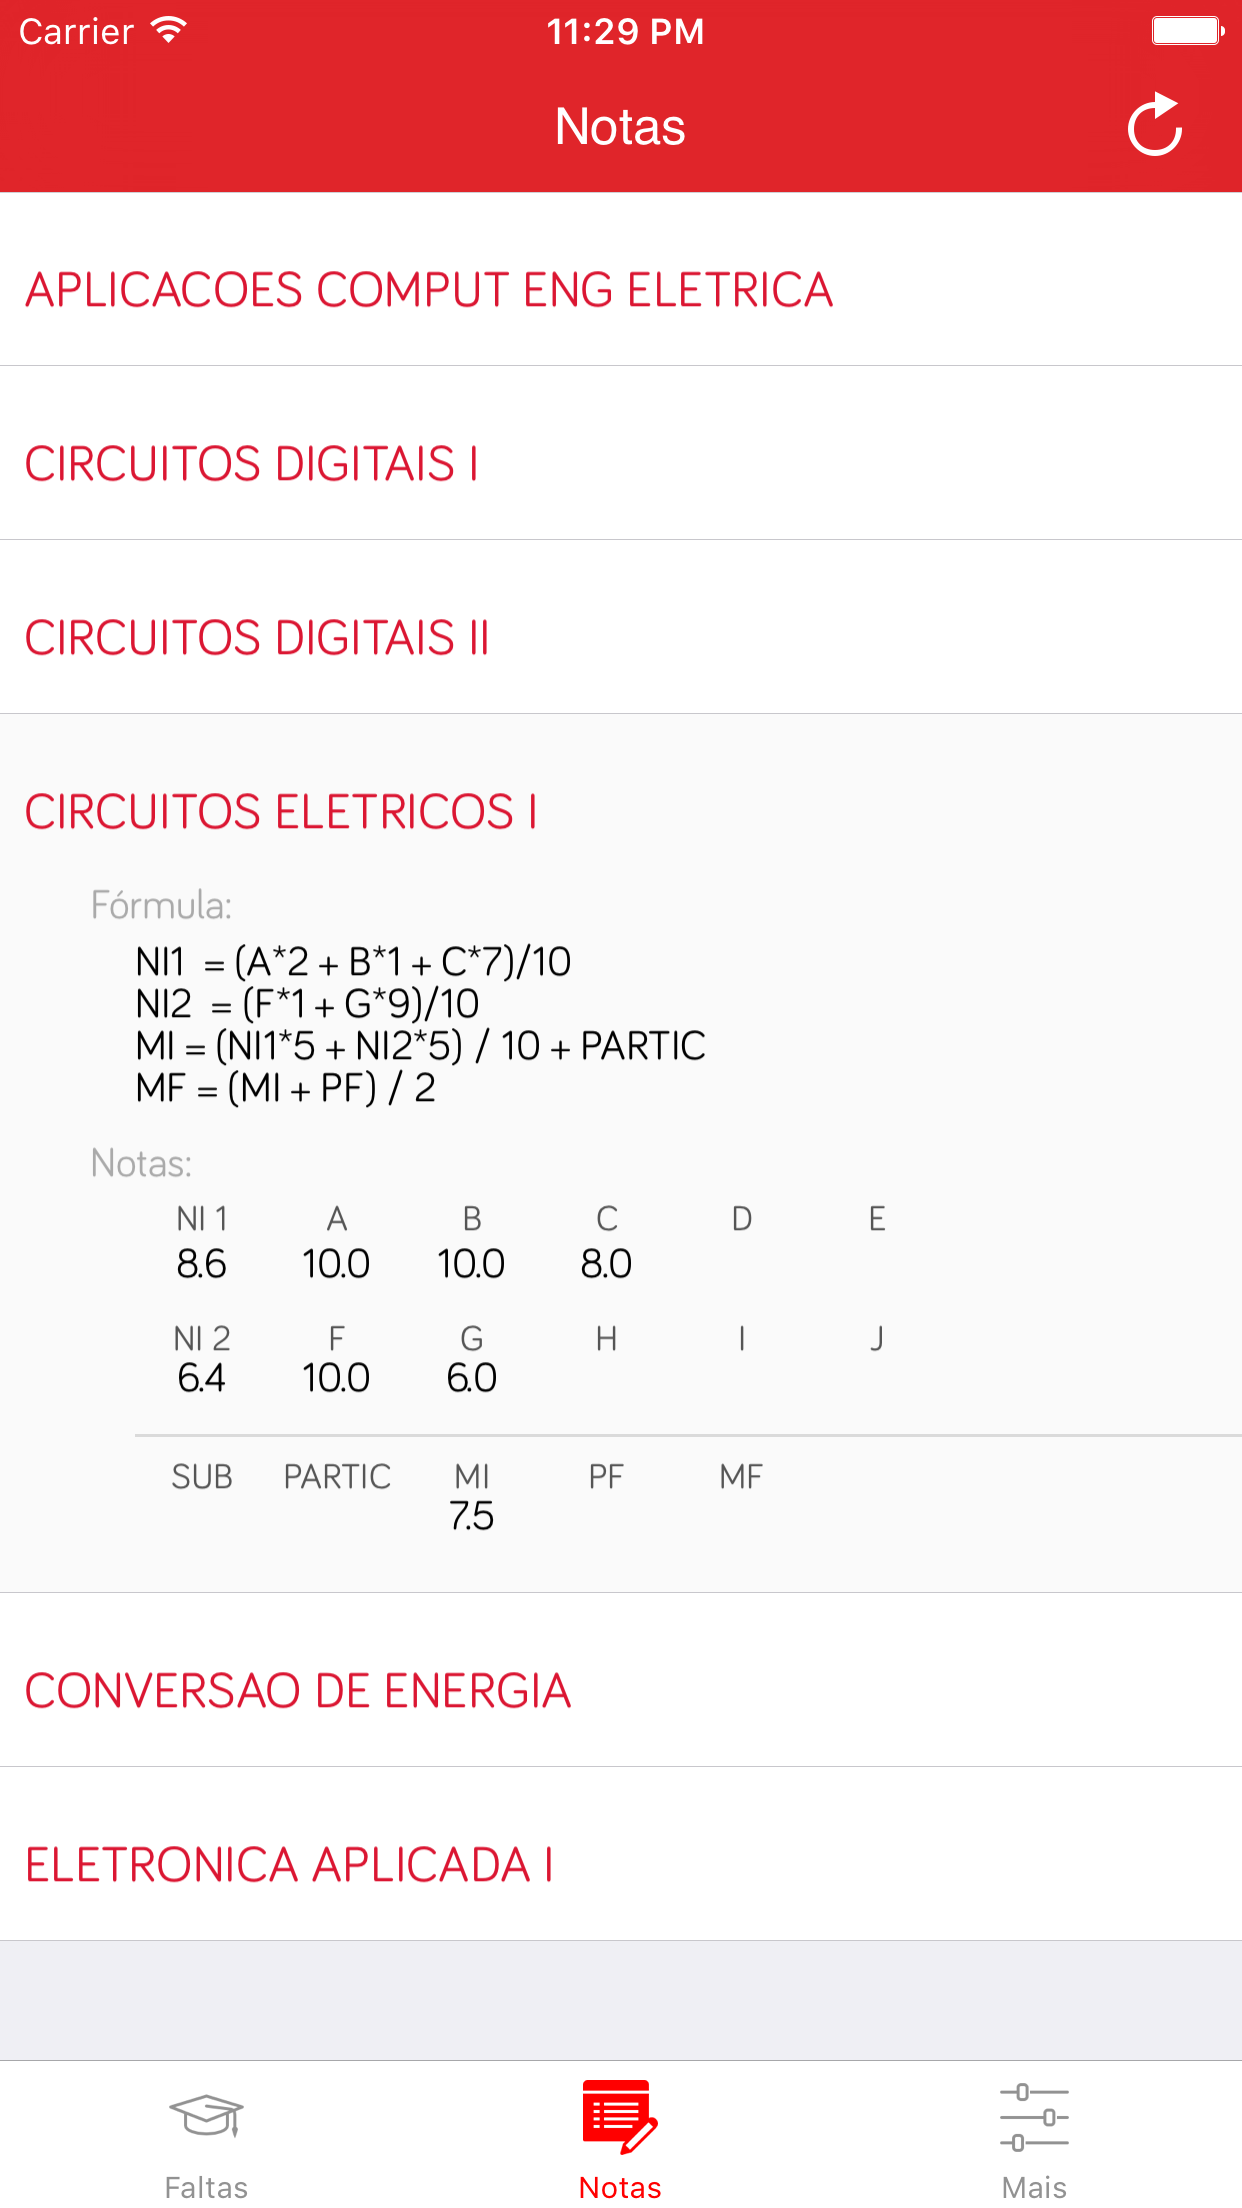 Carrier 11:29 PM
Notas
APLICACOES COMPUT ENG ELETRICA
CIRCUITOS DIGITAIS I
CIRCUITOS DIGITAIS II
CIRCUITOS ELETRICOS I
Fórmula:
NI1 = (A*2 + B*1 + C*7)/10
NI2 = (F*1 + G*9)/10
MI = (NI1*5 + NI2*5) / 10 + PARTIC
MF = (MI + PF) / 2
Notas:
NI 1 A B C D E
8.6 10.0 10.0 8.0
NI 2 F G H I J
6.4 10.0 6.0
SUB PARTIC MI PF MF
7.5
CONVERSAO DE ENERGIA
ELETRONICA APLICADA I
Faltas Notas Mais